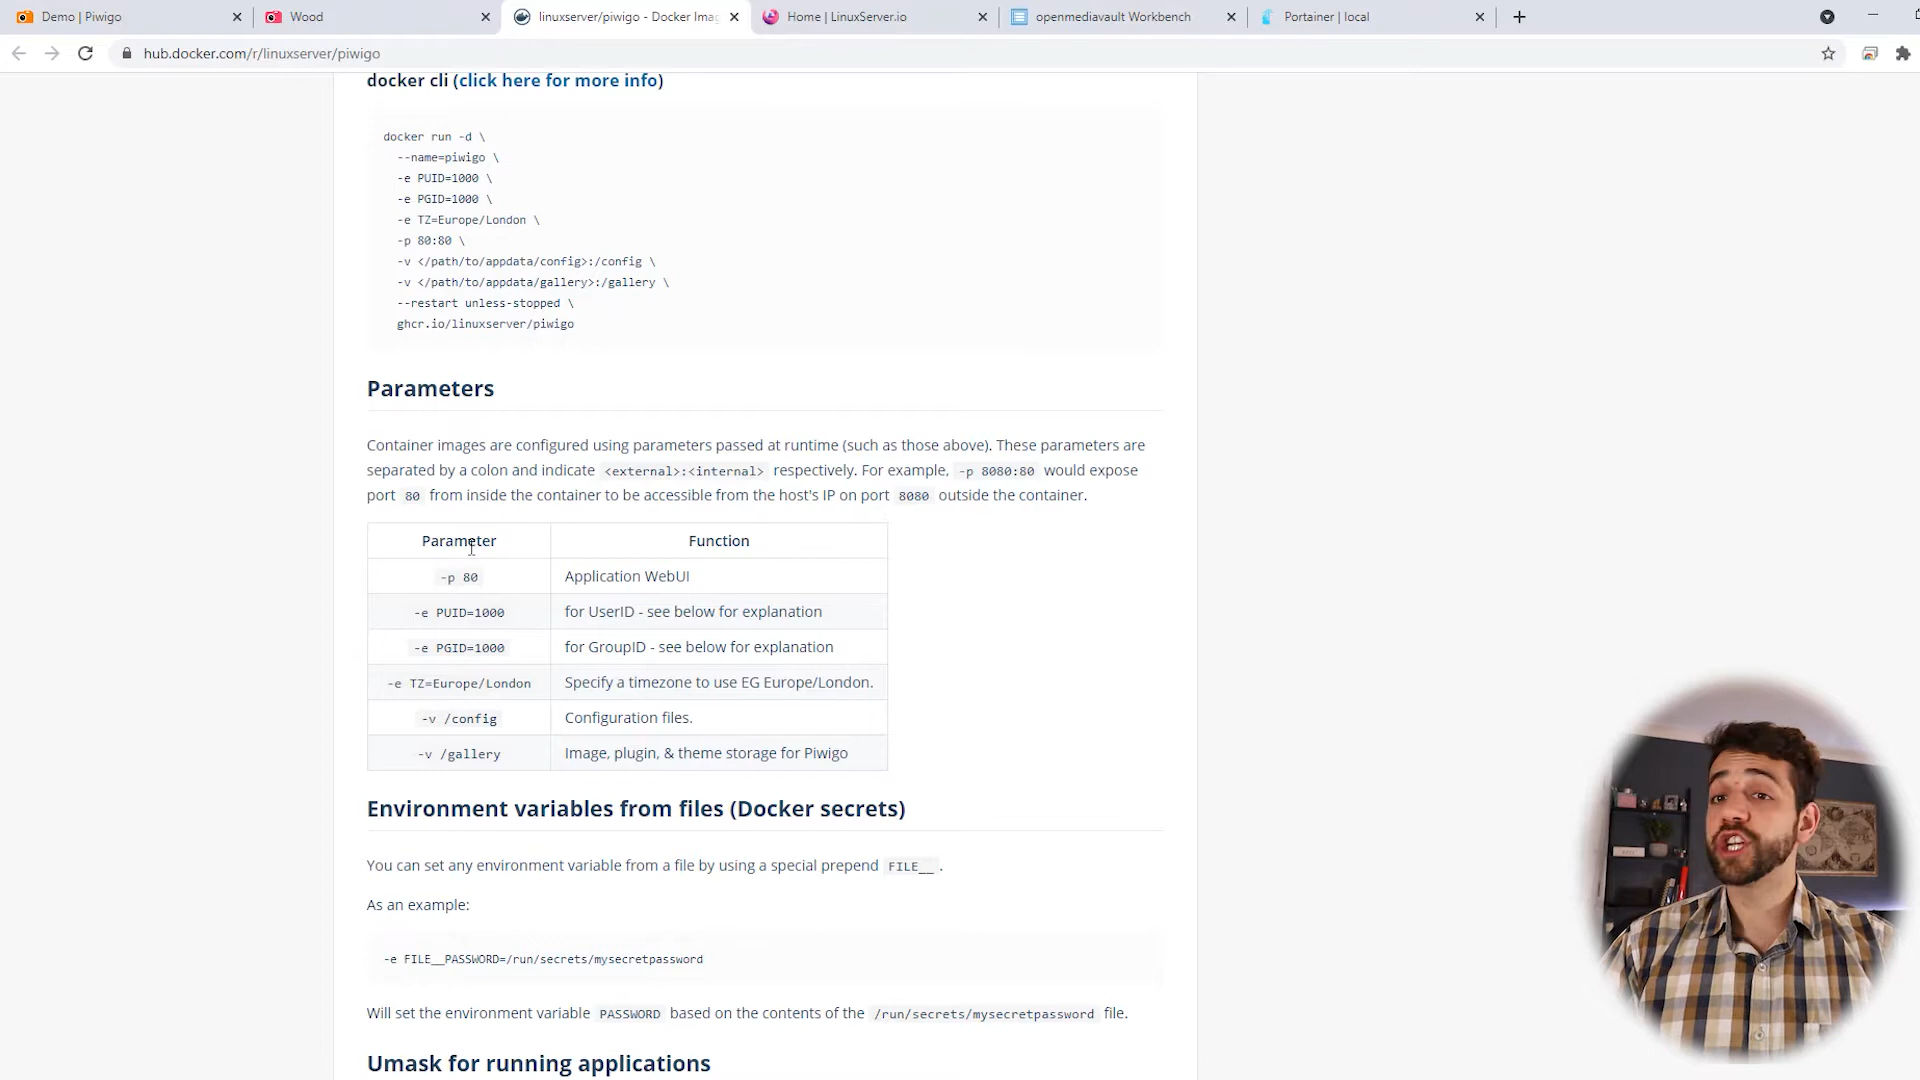 Demo | Piwigo
Wood
linuxserver/piwigo - Docker Imag
Home | LinuxServer.io
openmediavault Workbench
Portainer | local
hub.docker.com/r/linuxserver/piwigo
docker cli (click here for more info)
docker run -d \
--name=piwigo \
-e PUID=1000 \
-e PGID=1000 \
-e TZ=Europe/London \
-p 80:80 \
-v </path/to/appdata/config>:/config \
-v </path/to/appdata/gallery>:/gallery \
--restart unless-stopped \
ghcr.io/linuxserver/piwigo
Parameters
Container images are configured using parameters passed at runtime (such as those above). These parameters are
separated by a colon and indicate <external>:<internal> respectively. For example, -p 8080:80 would expose
port 80 from inside the container to be accessible from the host's IP on port 8080 outside the container.
Parameter Function
-p 80 Application WebUI
-e PUID=1000 for UserID - see below for explanation
-e PGID=1000 for GroupID - see below for explanation
-e TZ=Europe/London Specify a timezone to use EG Europe/London.
-v /config Configuration files.
-v /gallery Image, plugin, & theme storage for Piwigo
Environment variables from files (Docker secrets)
You can set any environment variable from a file by using a special prepend FILE__ .
As an example:
-e FILE__PASSWORD=/run/secrets/mysecretpassword
Will set the environment variable PASSWORD based on the contents of the /run/secrets/mysecretpassword file.
Umask for running applications